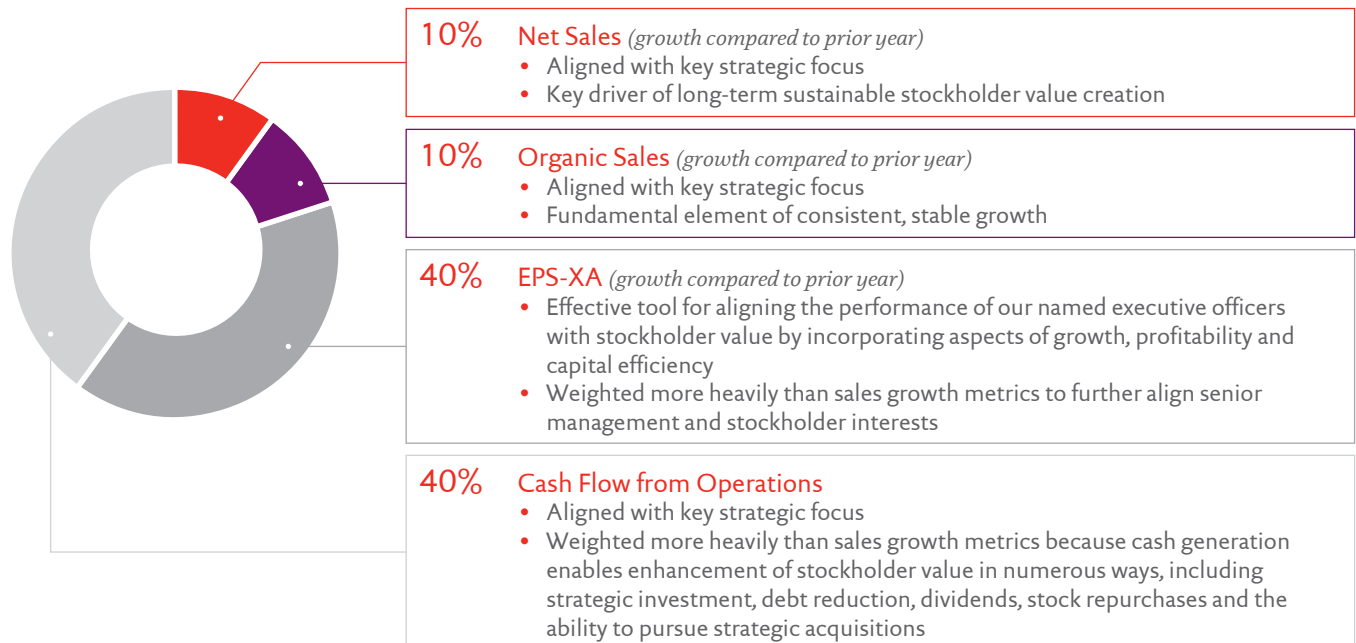 10% Net Sales (growth compared to prior year)
• Aligned with key strategic focus
• Key driver of long-term sustainable stockholder value creation
10% Organic Sales (growth compared to prior year)
• Aligned with key strategic focus
• Fundamental element of consistent, stable growth
40% EPS-XA (growth compared to prior year)
• Effective tool for aligning the performance of our named executive officers
with stockholder value by incorporating aspects of growth, profitability and
capital efficiency
• Weighted more heavily than sales growth metrics to further align senior
management and stockholder interests
40% Cash Flow from Operations
• Aligned with key strategic focus
• Weighted more heavily than sales growth metrics because cash generation
enables enhancement of stockholder value in numerous ways, including
strategic investment, debt reduction, dividends, stock repurchases and the
ability to pursue strategic acquisitions